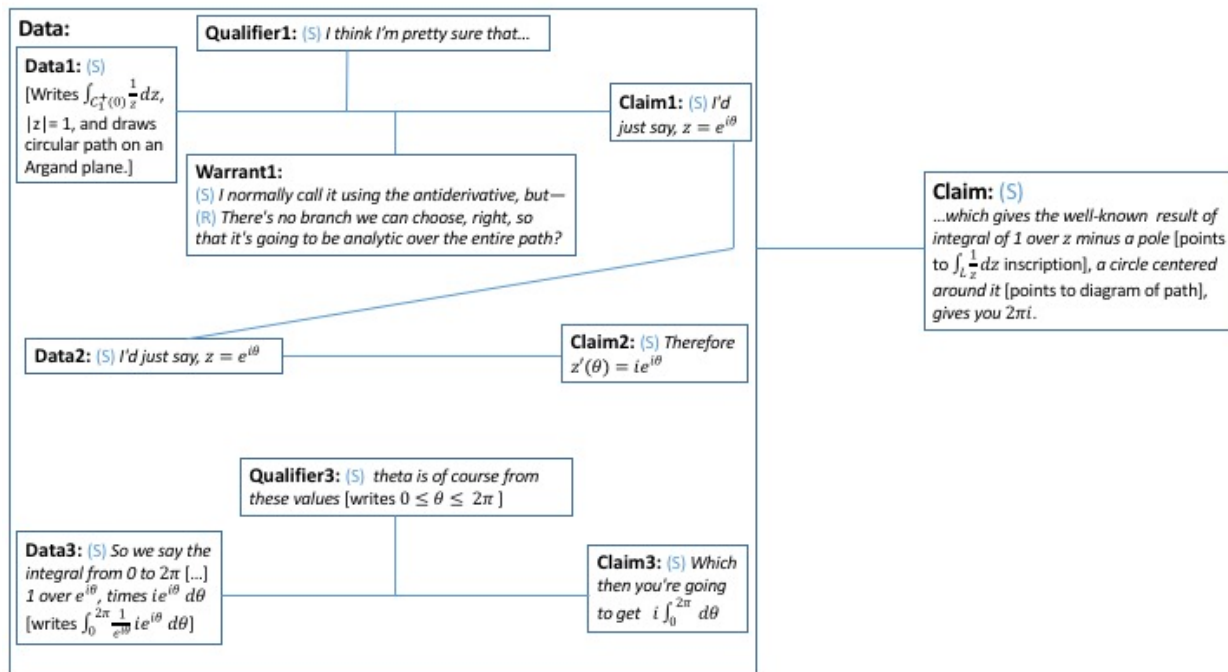 Data:
Qualifier1: (S) I think I'm pretty sure that...
Data1: (S)
[Writes ∫_{C₁⁺(0)} 1/z dz,
|z|= 1, and draws
circular path on an
Argand plane.]
Claim1: (S) I'd
just say, z = e^{iθ}
Warrant1:
(S) I normally call it using the antiderivative, but—
(R) There's no branch we can choose, right, so
that it's going to be analytic over the entire path?
Claim: (S)
...which gives the well-known result of
integral of 1 over z minus a pole [points
to ∫_L 1/z dz inscription], a circle centered
around it [points to diagram of path],
gives you 2πi.
Data2: (S) I'd just say, z = e^{iθ}
Claim2: (S) Therefore
z′(θ) = ie^{iθ}
Qualifier3: (S) theta is of course from
these values [writes 0 ≤ θ ≤ 2π ]
Data3: (S) So we say the
integral from 0 to 2π [...]
1 over e^{iθ}, times ie^{iθ} dθ
[writes ∫_0^{2π} 1/e^{iθ} ie^{iθ} dθ]
Claim3: (S) Which
then you're going
to get i ∫_0^{2π} dθ